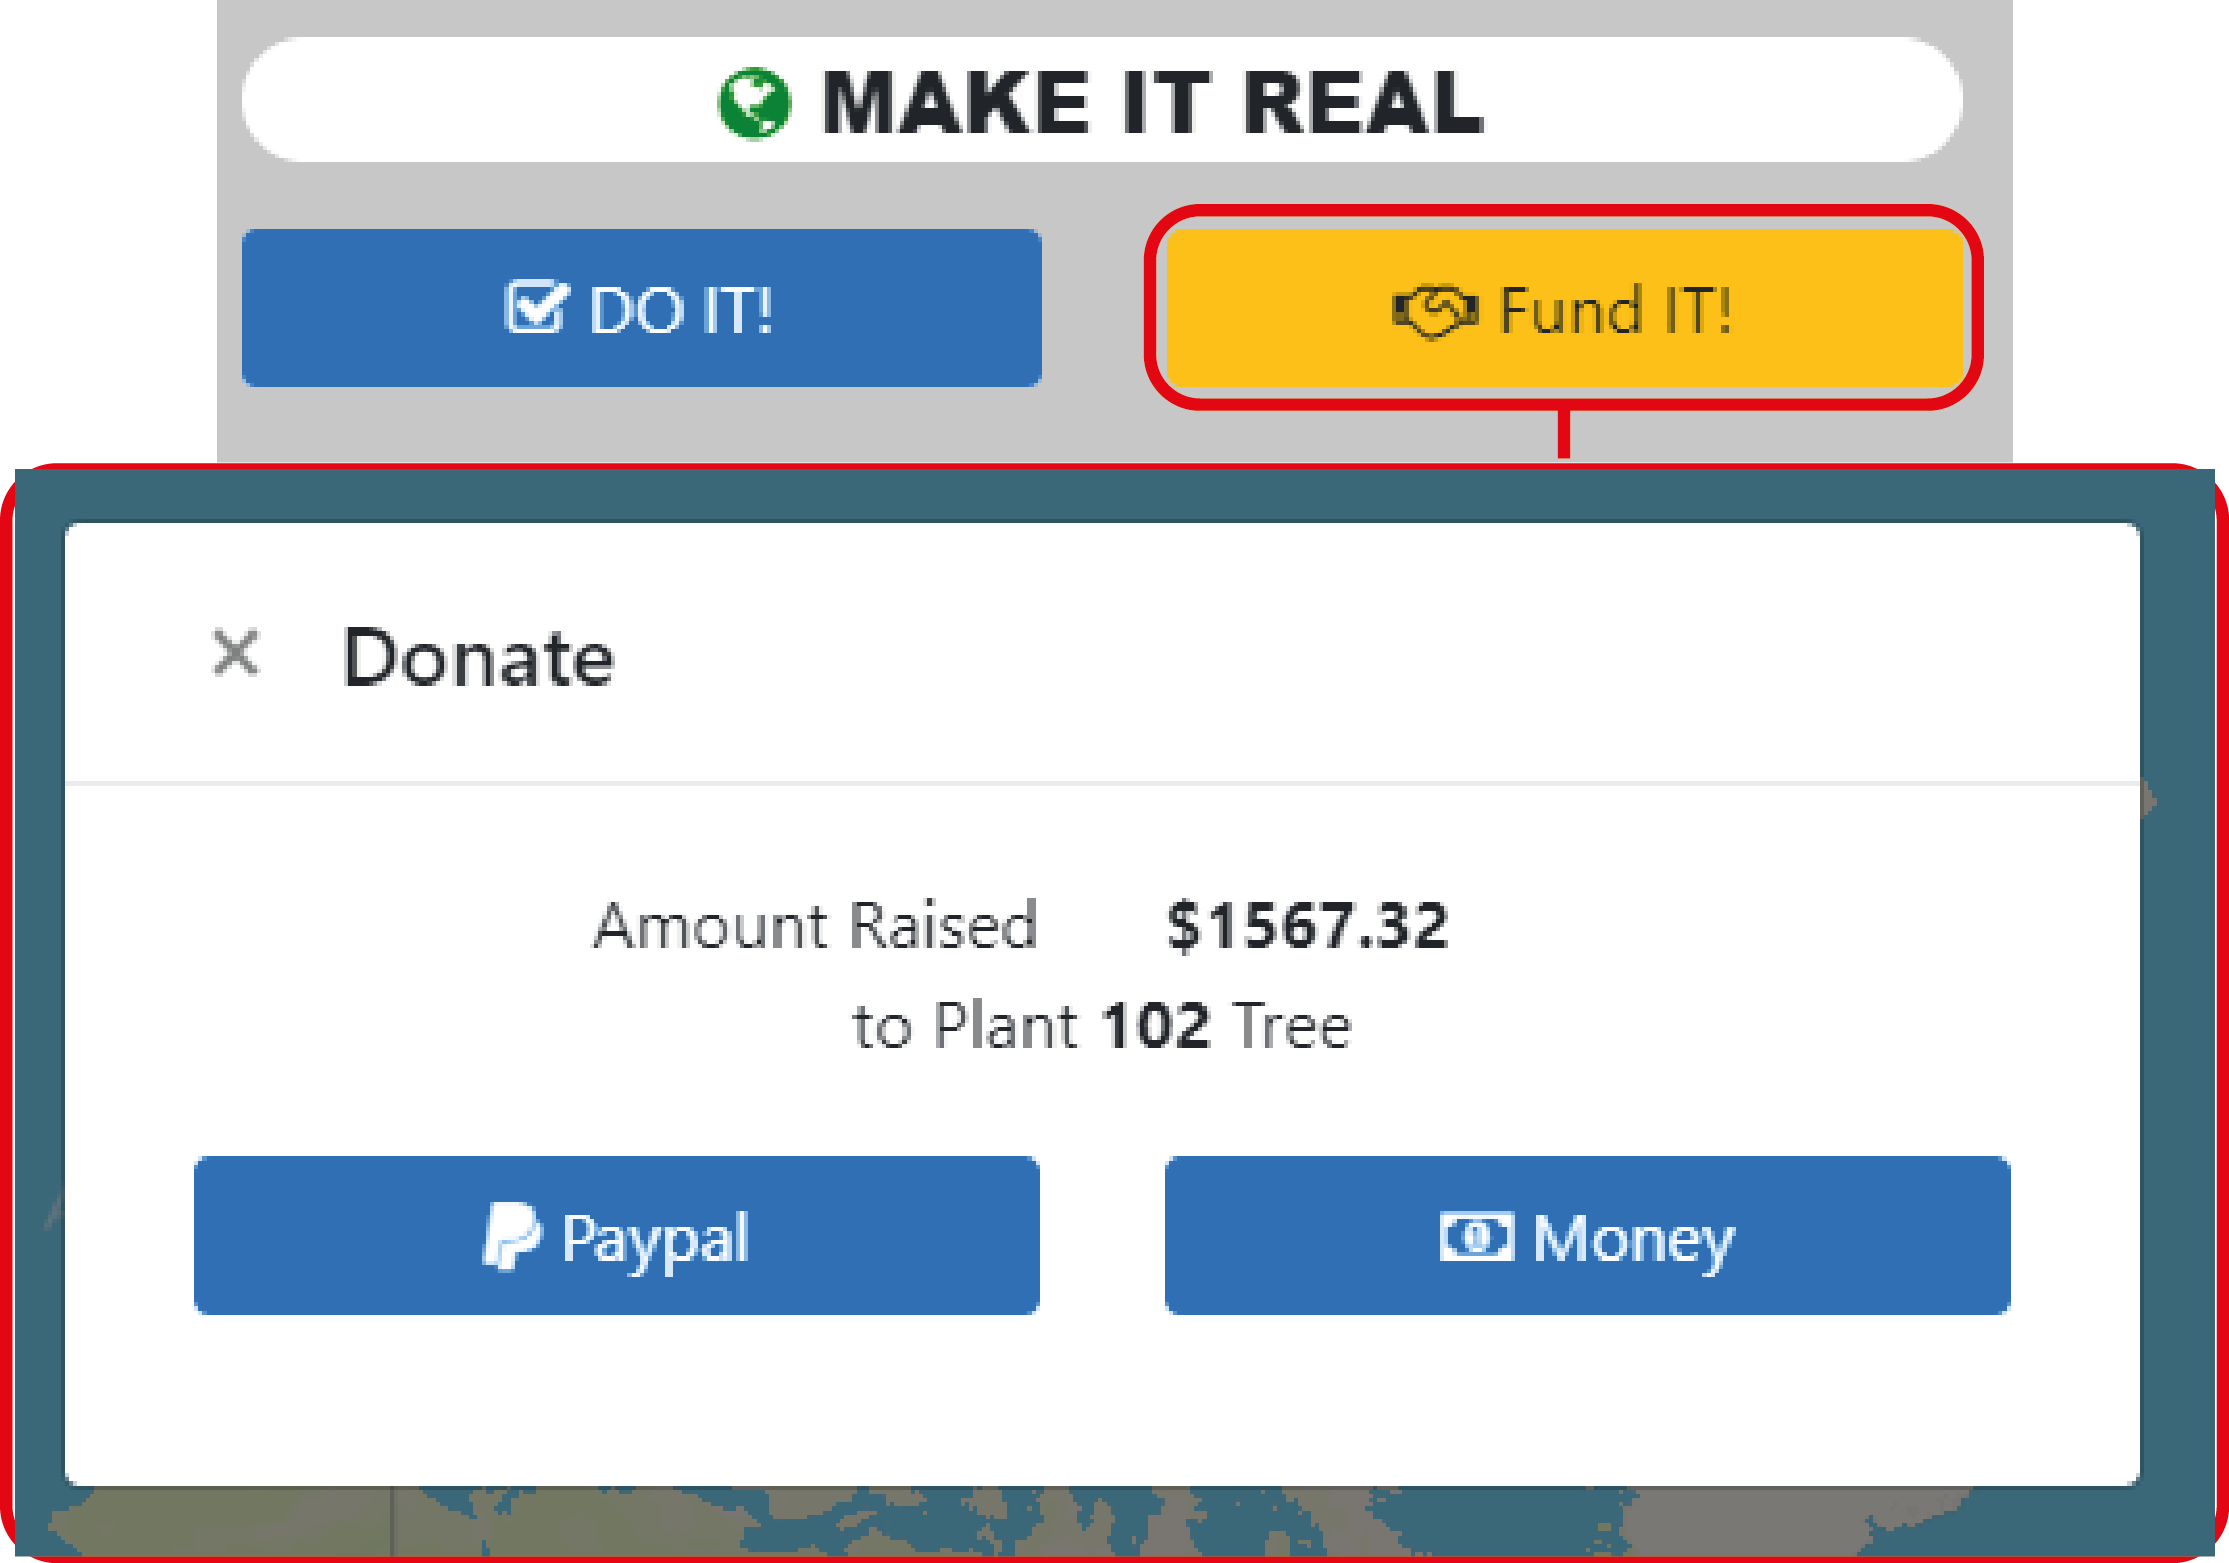 MAKE IT REAL
DO IT!
Fund IT!
× Donate
Amount Raised $1567.32
to Plant 102 Tree
Paypal
Money